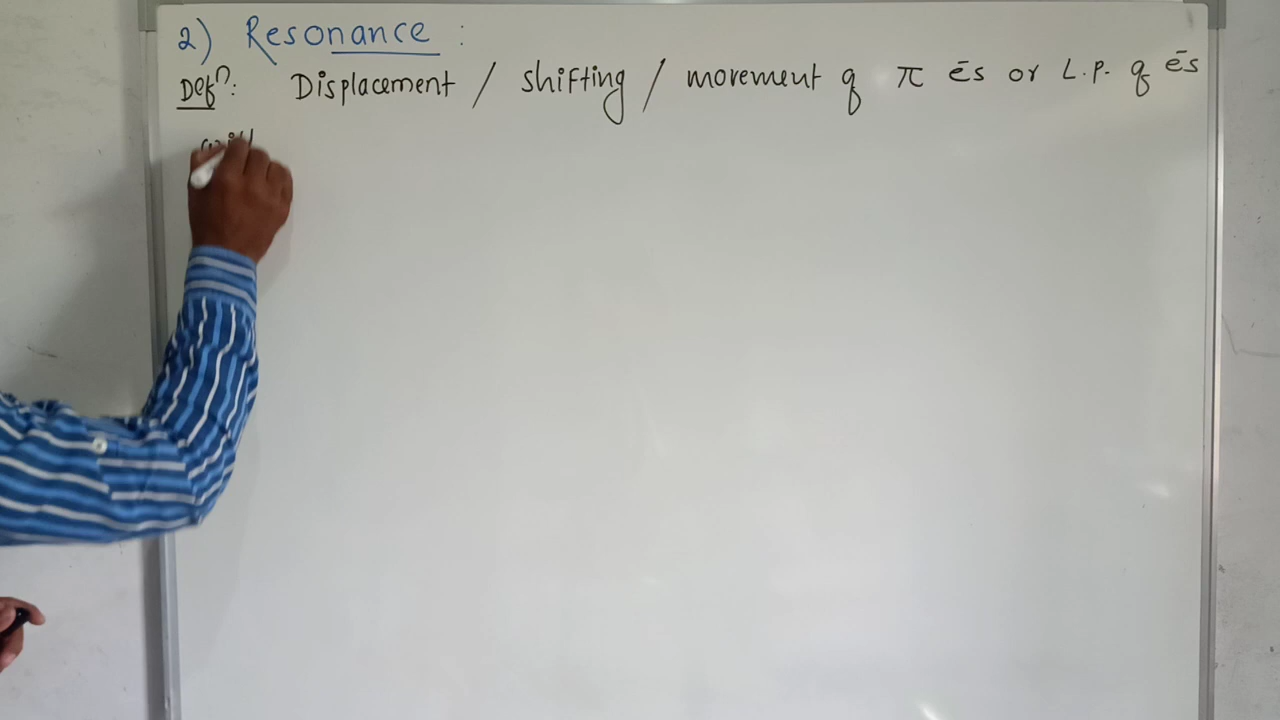 2) Resonance :
Defⁿ: Displacement / shifting / movement of π ēs or L.P. of ēs